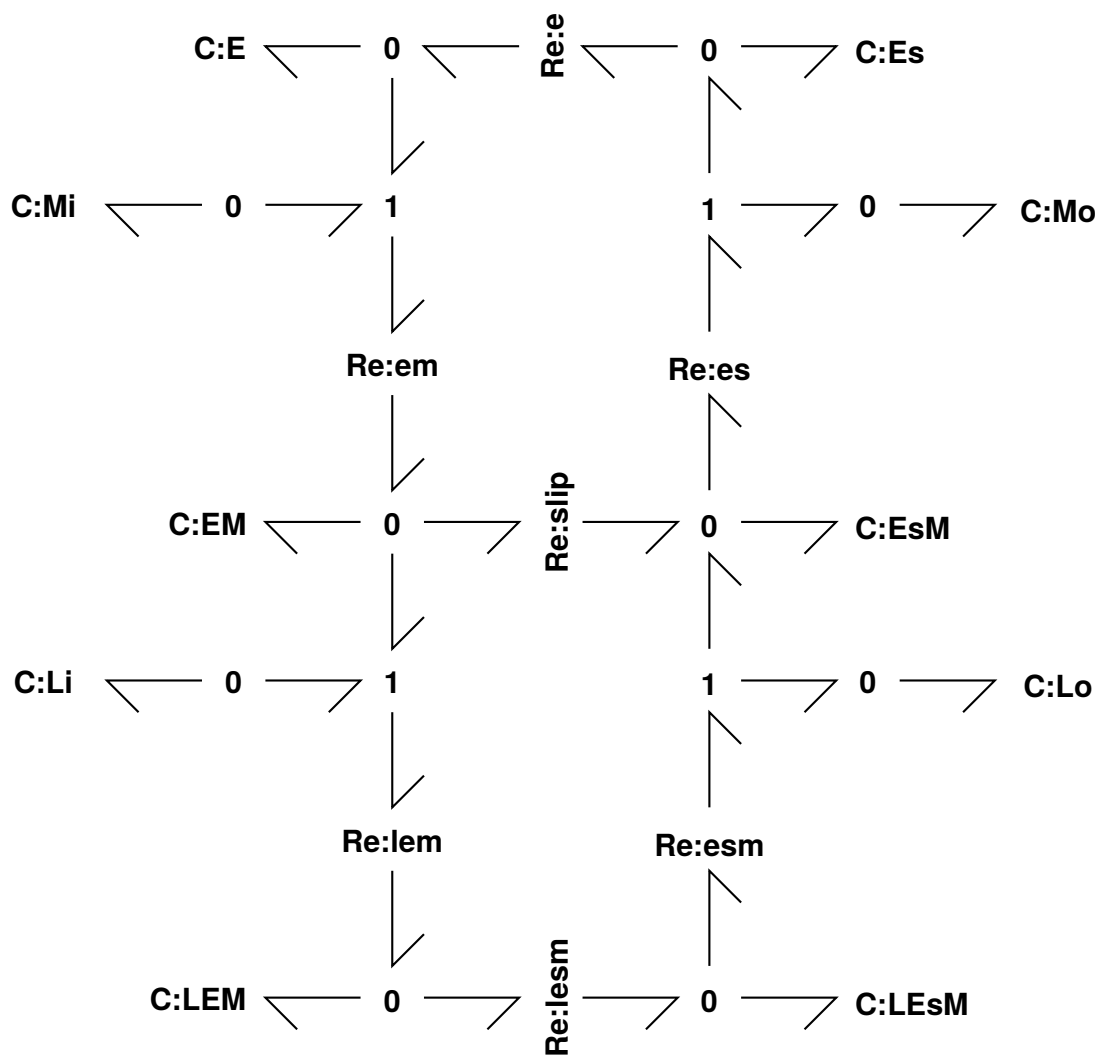 C:E 0 Re:e 0 C:Es
C:Mi 0 1 1 0 C:Mo
Re:em Re:es
C:EM 0 Re:slip 0 C:EsM
C:Li 0 1 1 0 C:Lo
Re:lem Re:esm
C:LEM 0 Re:lesm 0 C:LEsM